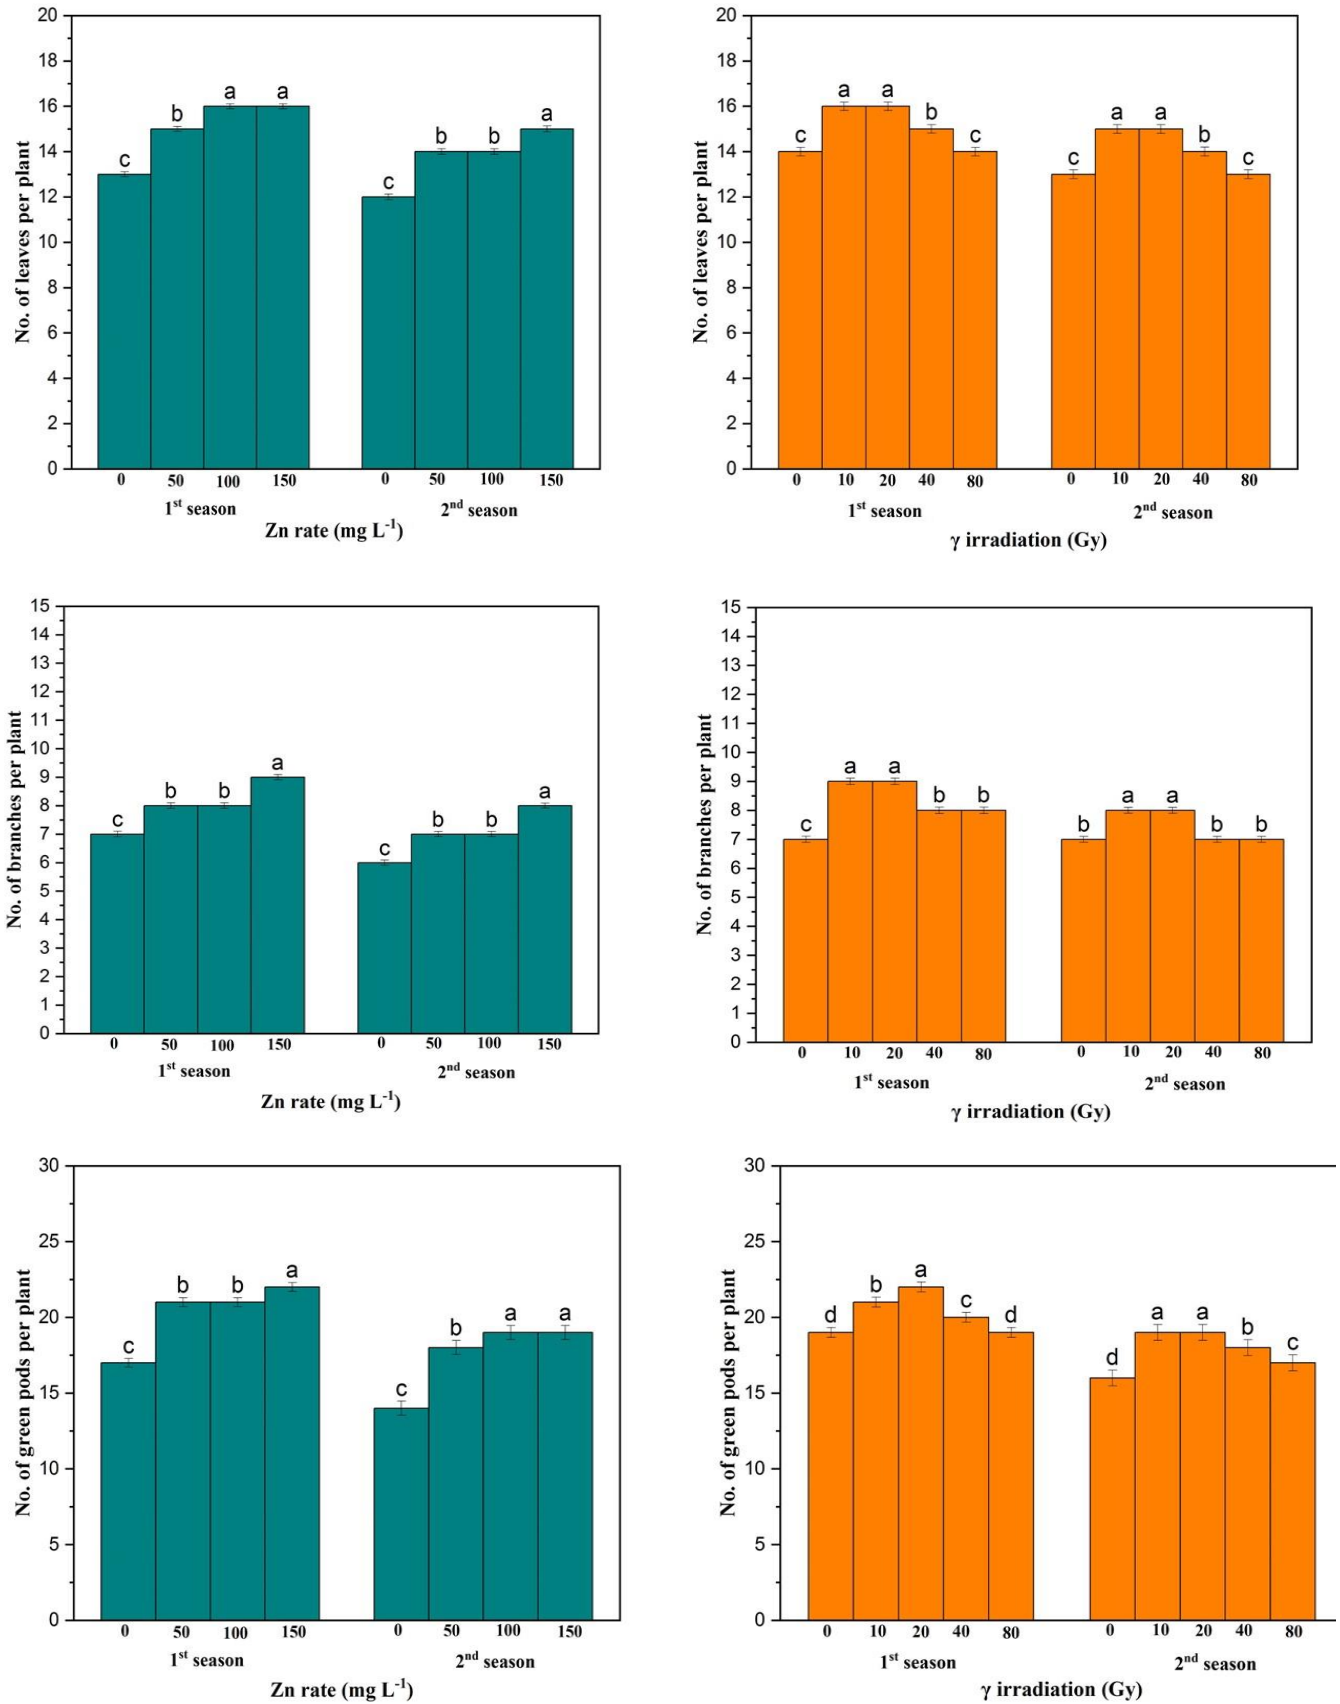 20
18
16
14
12
10
8
6
4
2
0
No. of leaves per plant
c b a a c b b a
0 50 100 150 0 50 100 150
1st season 2nd season
Zn rate (mg L-1)
20
18
16
14
12
10
8
6
4
2
0
No. of leaves per plant
c a a b c c a a b c
0 10 20 40 80 0 10 20 40 80
1st season 2nd season
γ irradiation (Gy)
15
14
13
12
11
10
9
8
7
6
5
4
3
2
1
0
No. of branches per plant
c b b a c b b a
0 50 100 150 0 50 100 150
1st season 2nd season
Zn rate (mg L-1)
15
14
13
12
11
10
9
8
7
6
5
4
3
2
1
0
No. of branches per plant
c a a b b b a a b b
0 10 20 40 80 0 10 20 40 80
1st season 2nd season
γ irradiation (Gy)
30
25
20
15
10
5
0
No. of green pods per plant
c b b a c b a a
0 50 100 150 0 50 100 150
1st season 2nd season
Zn rate (mg L-1)
30
25
20
15
10
5
0
No. of green pods per plant
d b a c d d a a b c
0 10 20 40 80 0 10 20 40 80
1st season 2nd season
γ irradiation (Gy)